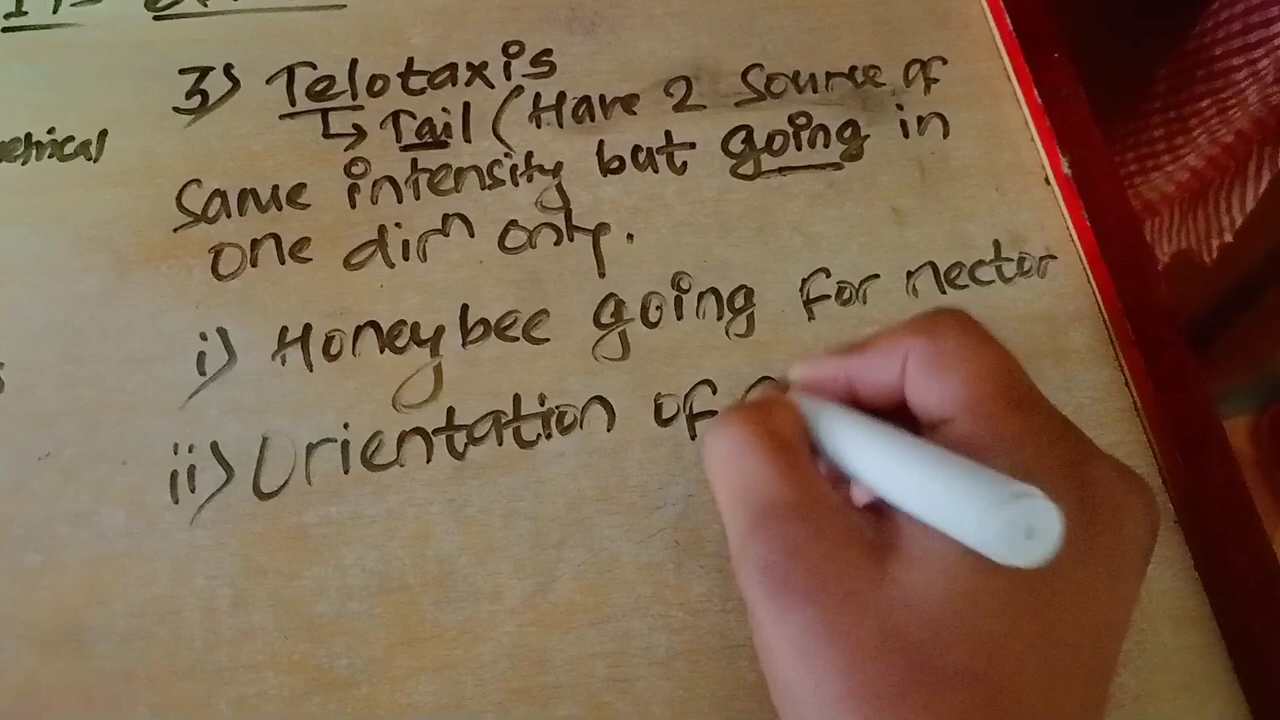 etrical
3) Telotaxis
↳ Tail (Have 2 source of
same intensity but going in
one dirn only.
i) Honeybee going for nector
ii) Orientation of